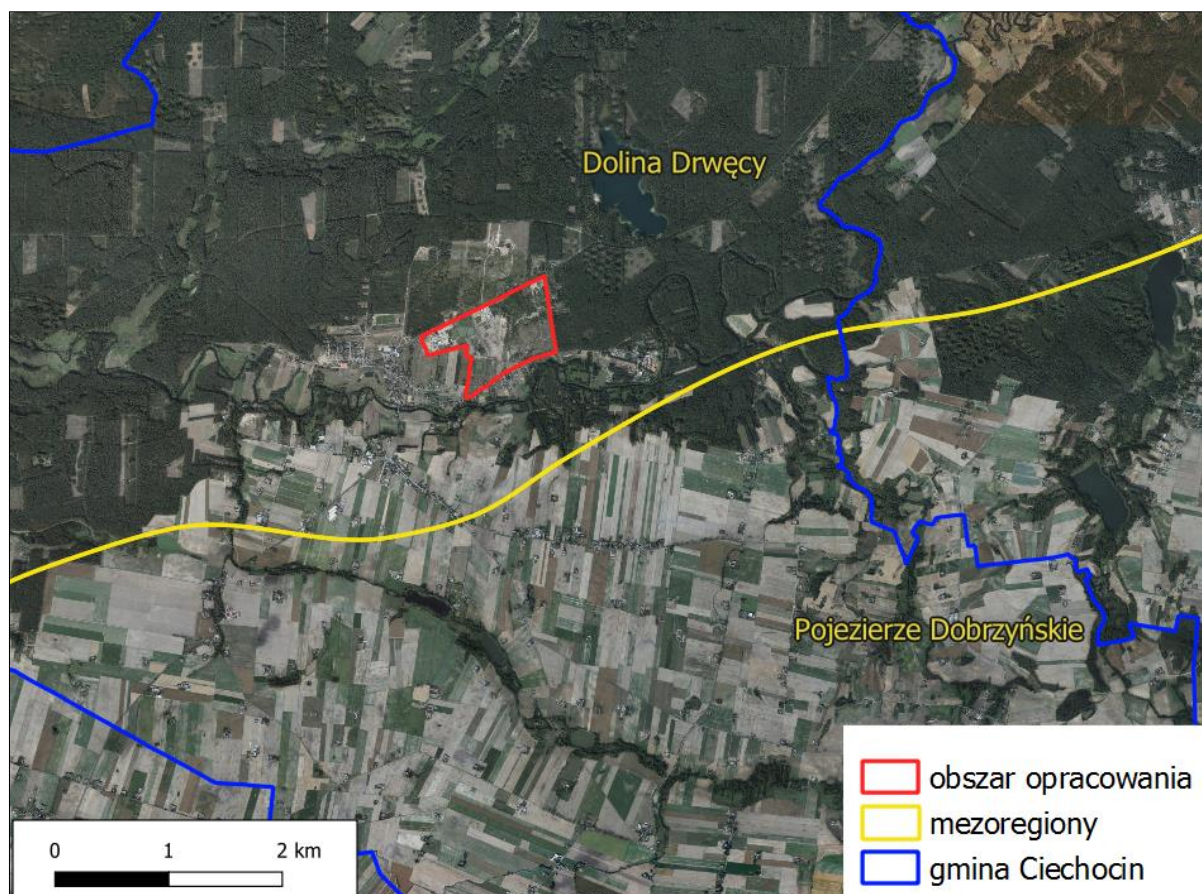 Dolina Drwęcy
Pojezierze Dobrzyńskie
obszar opracowania
mezoregiony
gmina Ciechocin
0 1 2 km